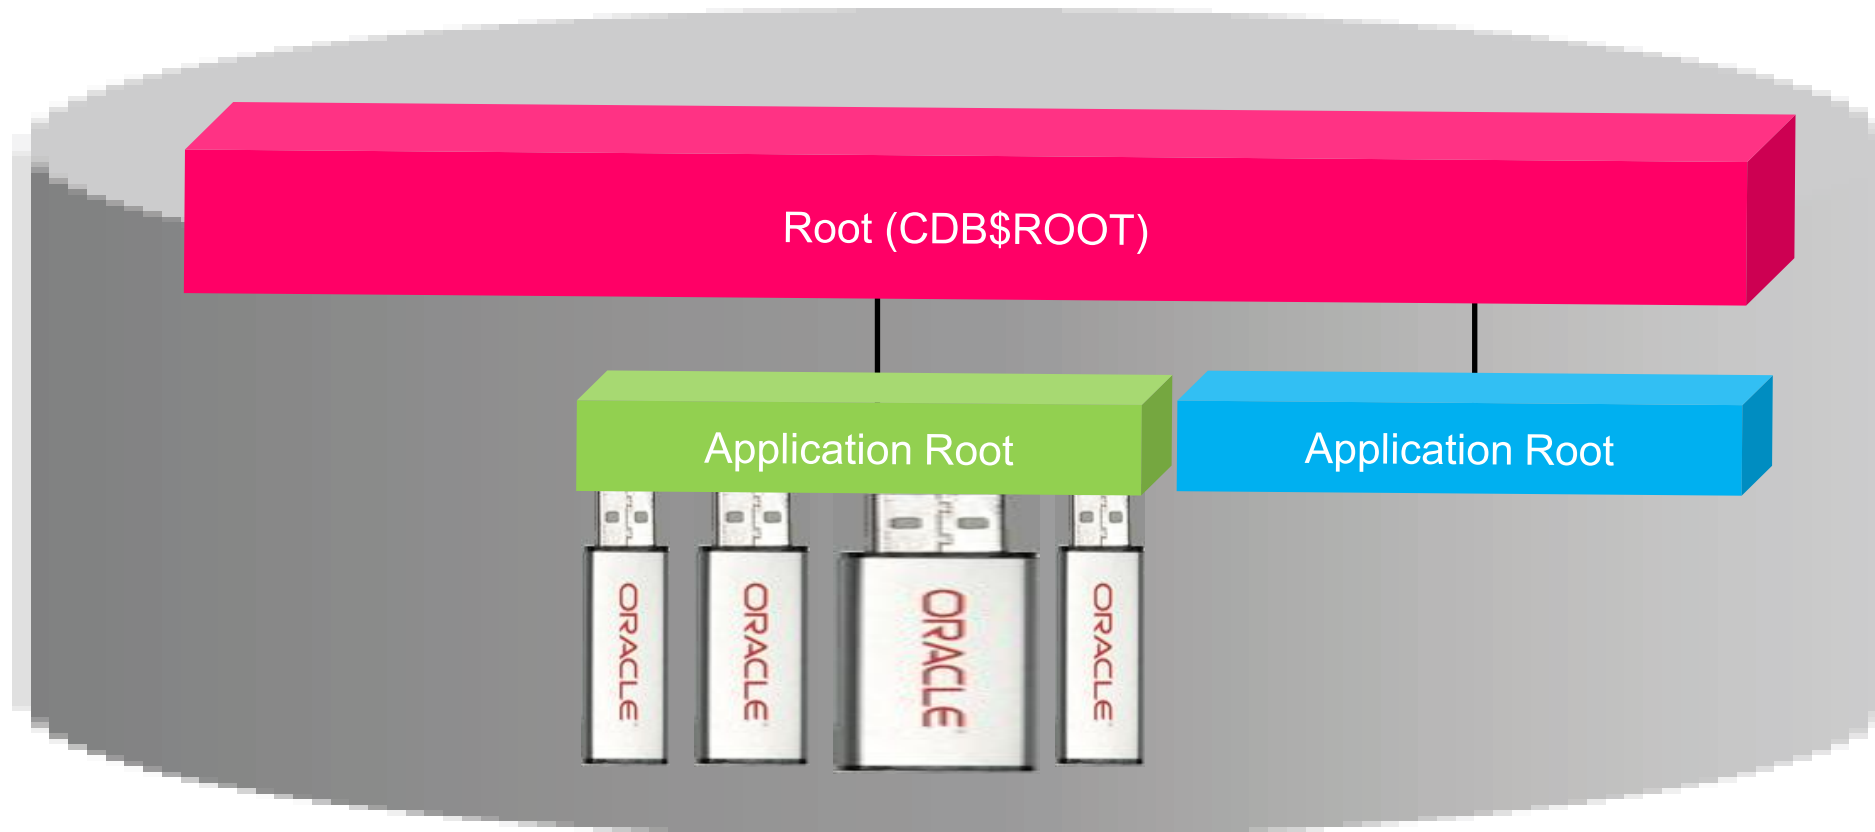 Root (CDB$ROOT)
Application Root
Application Root
ORACLE
ORACLE
ORACLE
ORACLE